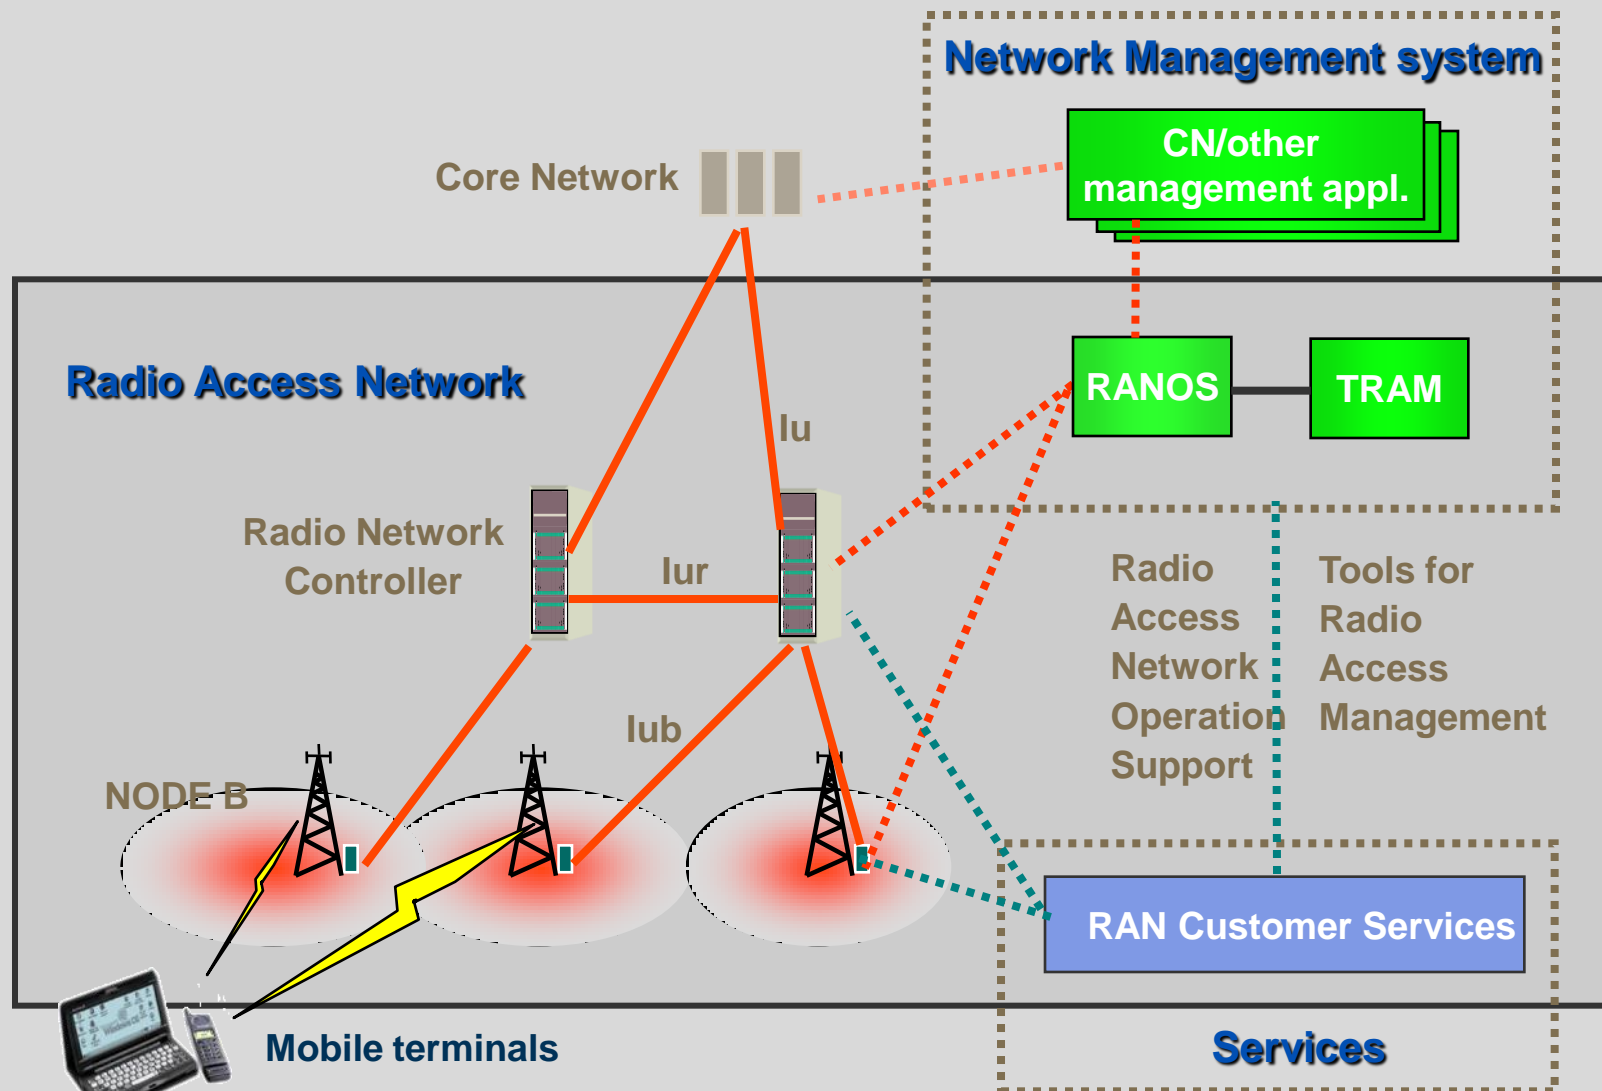 Network Management system
CN/other
management appl.
Core Network
Radio Access Network
RANOS
TRAM
Iu
Radio Network
Controller
Iur
Radio
Access
Network
Operation
Support
Tools for
Radio
Access
Management
Iub
NODE B
RAN Customer Services
Mobile terminals
Services